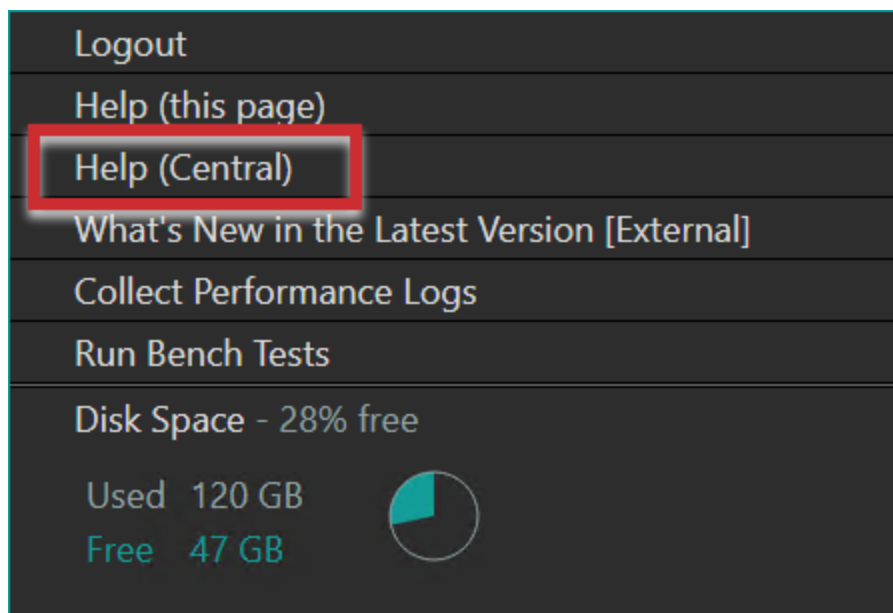 Logout
Help (this page)
Help (Central)
What's New in the Latest Version [External]
Collect Performance Logs
Run Bench Tests
Disk Space - 28% free
Used 120 GB
Free 47 GB